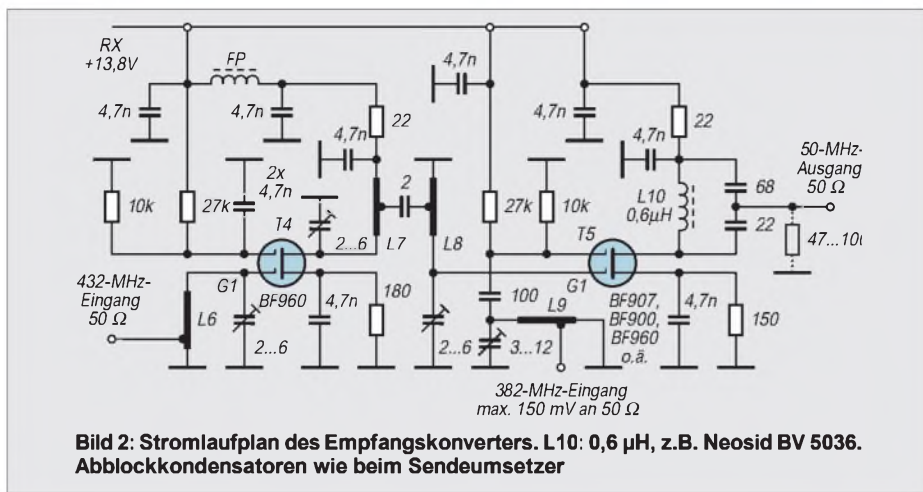 RX
+13,8V
FP
4,7n
4,7n
22
4,7n
4,7n
4,7n
22
4,7n
50-MHz-
Ausgang
50 Ω
10k
27k
2x
4,7n
2
27k
10k
L10
0,6µH
68
22
T4
2...6
L7
L8
T5
47...10
432-MHz-
Eingang
50 Ω
G1
BF960
L6
2...6
4,7n
180
2...6
100
L9
3...12
G1
BF907,
BF900,
BF960
o.ä.
4,7n
150
382-MHz-Eingang
max. 150 mV an 50 Ω
Bild 2: Stromlaufplan des Empfangskonverters. L10: 0,6 µH, z.B. Neosid BV 5036.
Abblockkondensatoren wie beim Sendeumsetzer